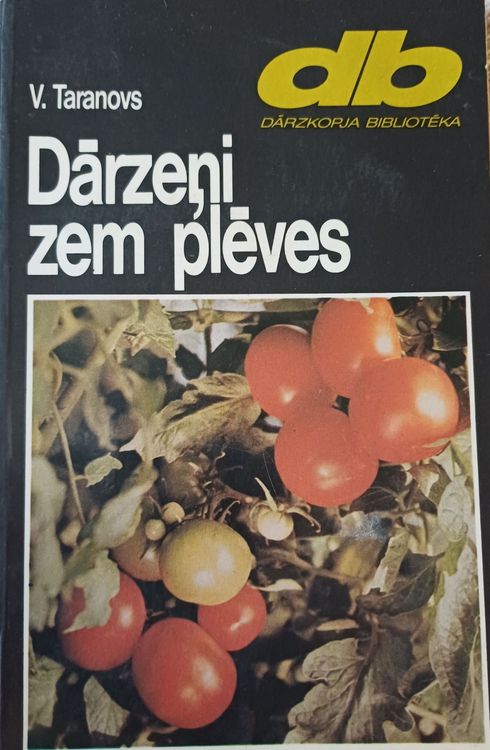 db
V. Taranovs
DĀRZKOPJA BIBLIOTĒKA
Dārzeņi
zem plēves